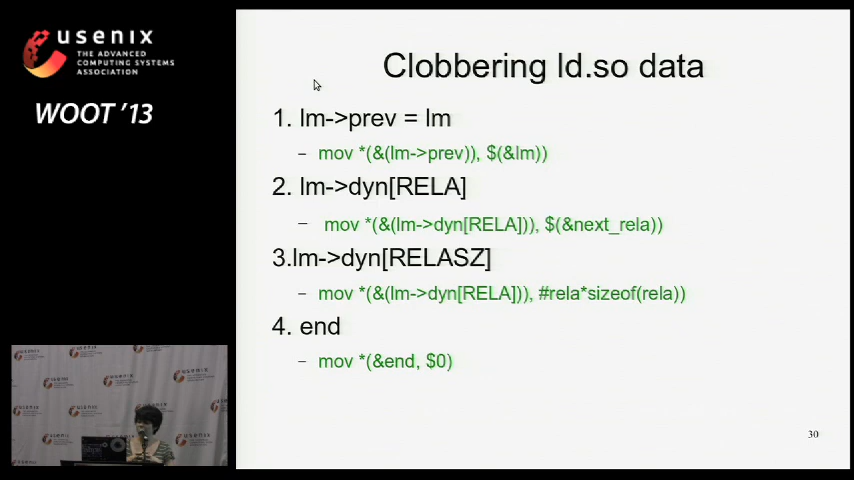 usenix
THE ADVANCED
COMPUTING SYSTEMS
ASSOCIATION
WOOT '13
Clobbering ld.so data
1. lm->prev = lm
– mov *(&(lm->prev)), $(&lm))
2. lm->dyn[RELA]
– mov *(&(lm->dyn[RELA])), $(&next_rela))
3.lm->dyn[RELASZ]
– mov *(&(lm->dyn[RELA])), #rela*sizeof(rela))
4. end
– mov *(&end, $0)
30